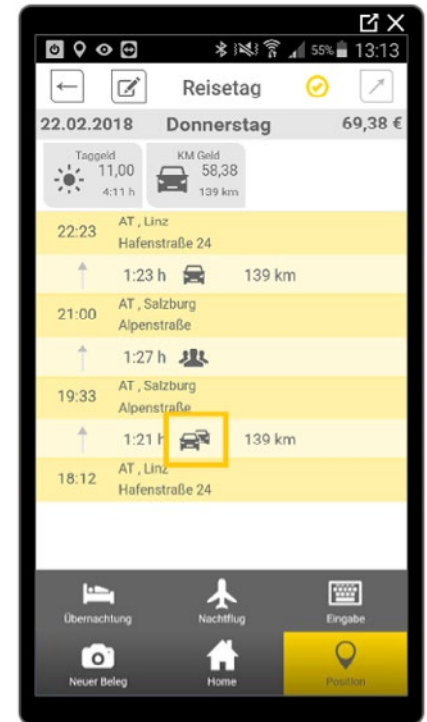 55% 13:13
Reisetag
22.02.2018 Donnerstag 69,38 €
Taggeld
11,00
4:11 h
KM Geld
58,38
139 km
22:23 AT , Linz
Hafenstraße 24
1:23 h 139 km
21:00 AT , Salzburg
Alpenstraße
1:27 h
19:33 AT , Salzburg
Alpenstraße
1:21 h 139 km
18:12 AT , Linz
Hafenstraße 24
Übernachtung Nachtflug Eingabe
Neuer Beleg Home Position